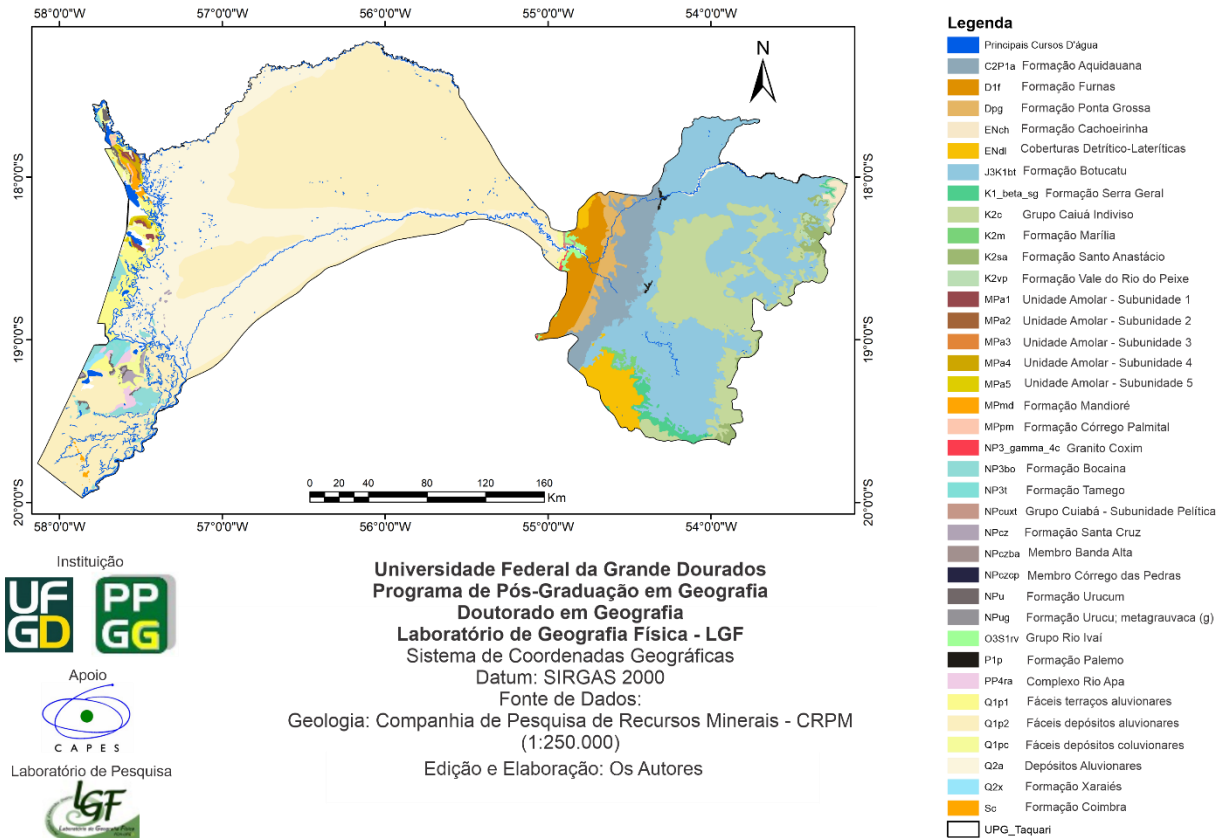 58°0'0"W 57°0'0"W 56°0'0"W 55°0'0"W 54°0'0"W
N
18°0'0"S
19°0'0"S
20°0'0"S
18°0'0"S
19°0'0"S
20°0'0"S
0 20 40 80 120 160
Km
58°0'0"W 57°0'0"W 56°0'0"W 55°0'0"W 54°0'0"W
Instituição
UF
GD
PP
GG
Apoio
CAPES
Laboratório de Pesquisa
LGF
Laboratório de Geografia Física
Universidade Federal da Grande Dourados
Programa de Pós-Graduação em Geografia
Doutorado em Geografia
Laboratório de Geografia Física - LGF
Sistema de Coordenadas Geográficas
Datum: SIRGAS 2000
Fonte de Dados:
Geologia: Companhia de Pesquisa de Recursos Minerais - CRPM
(1:250.000)
Edição e Elaboração: Os Autores
Legenda
Principais Cursos D'água
C2P1a Formação Aquidauana
D1f Formação Furnas
Dpg Formação Ponta Grossa
ENch Formação Cachoeirinha
ENdl Coberturas Detrítico-Lateríticas
J3K1bt Formação Botucatu
K1_beta_sg Formação Serra Geral
K2c Grupo Caiuá Indiviso
K2m Formação Marília
K2sa Formação Santo Anastácio
K2vp Formação Vale do Rio do Peixe
MPa1 Unidade Amolar - Subunidade 1
MPa2 Unidade Amolar - Subunidade 2
MPa3 Unidade Amolar - Subunidade 3
MPa4 Unidade Amolar - Subunidade 4
MPa5 Unidade Amolar - Subunidade 5
MPmd Formação Mandioré
MPpm Formação Córrego Palmital
NP3_gamma_4c Granito Coxim
NP3bo Formação Bocaina
NP3t Formação Tamego
NPcuxt Grupo Cuiabá - Subunidade Pelítica
NPcz Formação Santa Cruz
NPczba Membro Banda Alta
NPczcp Membro Córrego das Pedras
NPu Formação Urucum
NPug Formação Urucu; metagrauvaca (g)
O3S1rv Grupo Rio Ivaí
P1p Formação Palemo
PP4ra Complexo Rio Apa
Q1p1 Fáceis terraços aluvionares
Q1p2 Fáceis depósitos aluvionares
Q1pc Fáceis depósitos coluvionares
Q2a Depósitos Aluvionares
Q2x Formação Xaraiés
Sc Formação Coimbra
UPG_Taquari